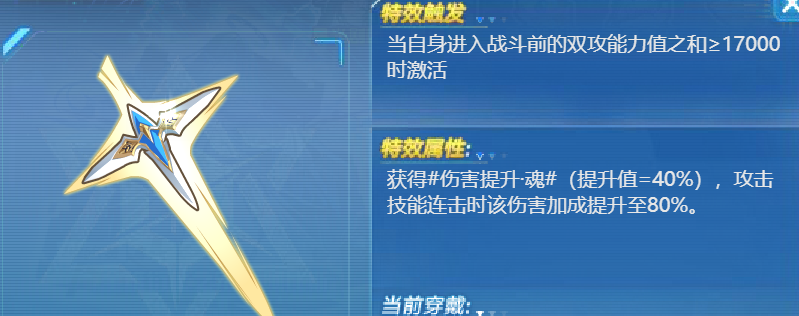 特效触发
当自身进入战斗前的双攻能力值之和≥17000
时激活
特效属性:
获得#伤害提升·魂#（提升值=40%），攻击
技能连击时该伤害加成提升至80%。
当前穿戴: